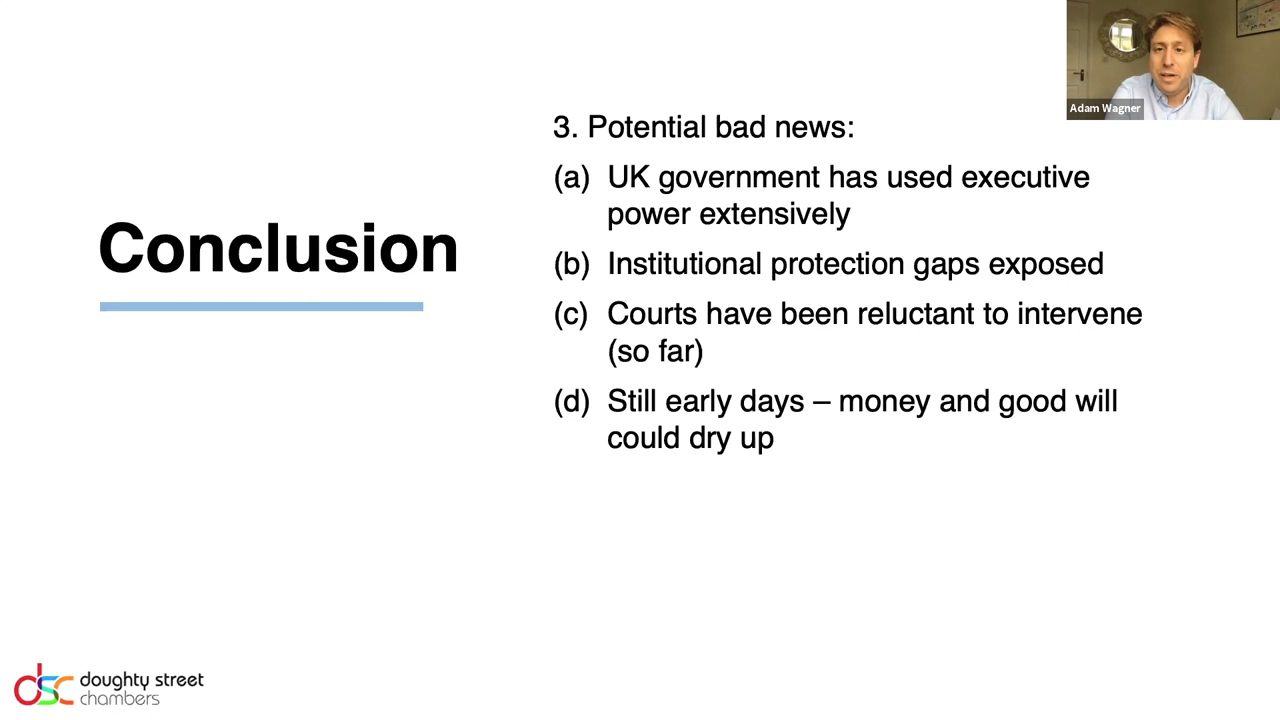 Adam Wagner
Conclusion
3. Potential bad news:
(a) UK government has used executive
power extensively
(b) Institutional protection gaps exposed
(c) Courts have been reluctant to intervene
(so far)
(d) Still early days – money and good will
could dry up
dsc doughty street
chambers